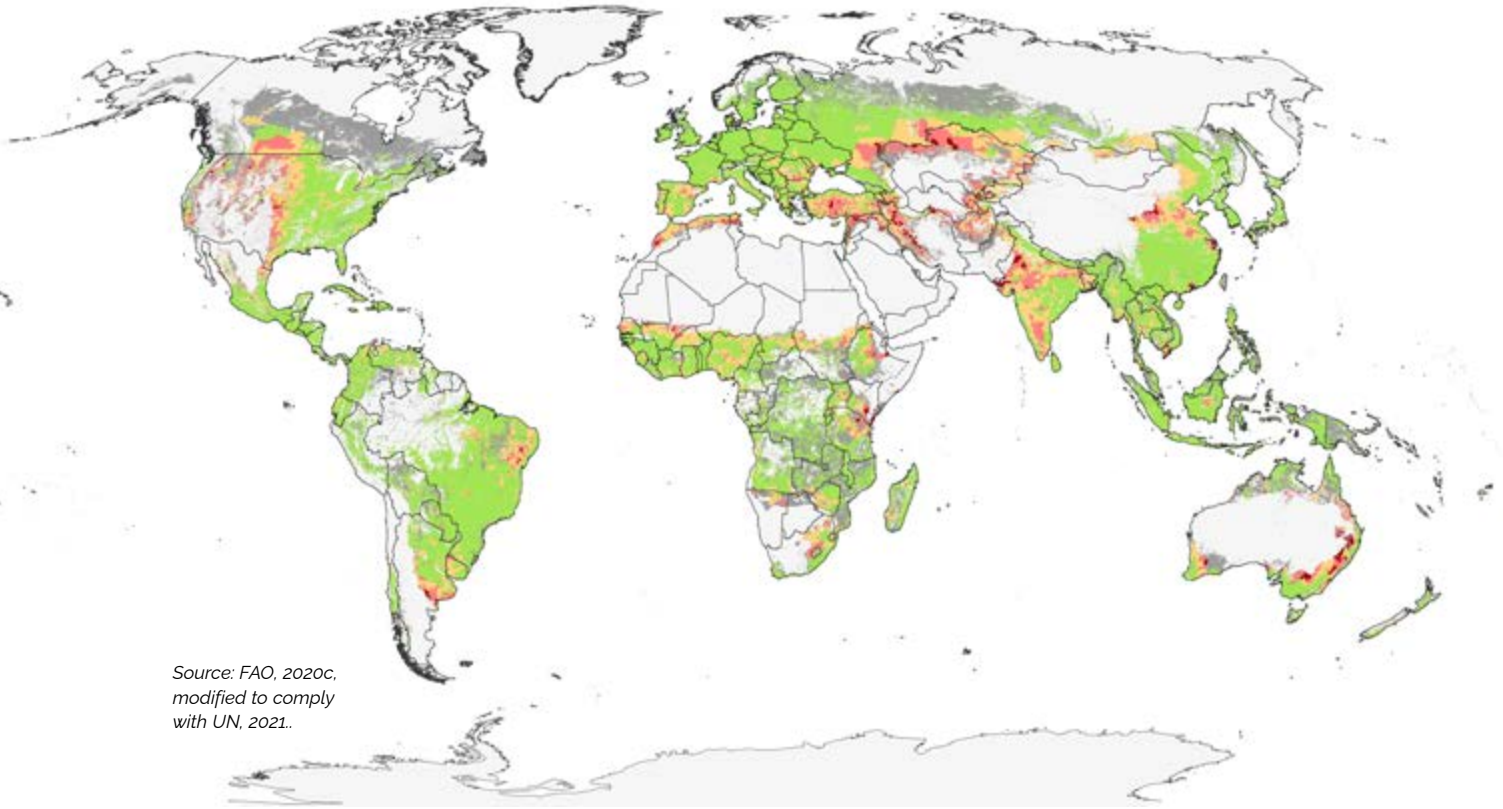 Source: FAO, 2020c,
modified to comply
with UN, 2021..